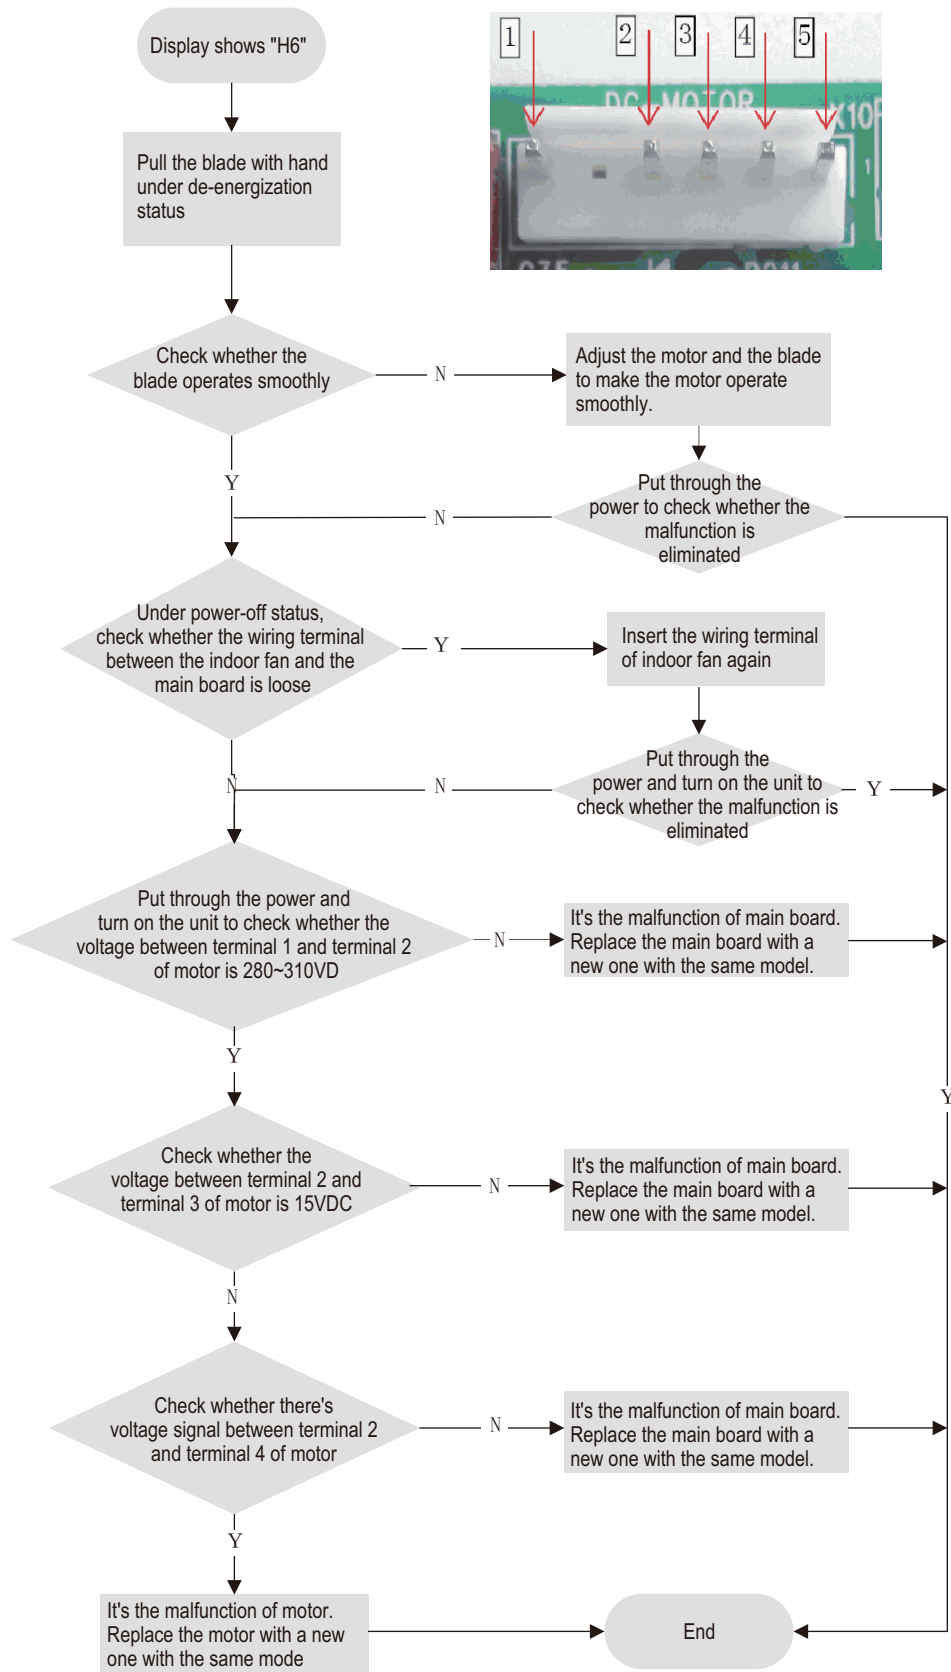 Display shows "H6"
1
2
3
4
5
DC MOTOR
X10
1
Pull the blade with hand
under de-energization
status
Check whether the
blade operates smoothly
N
Adjust the motor and the blade
to make the motor operate
smoothly.
Y
Put through the
power to check whether the
malfunction is
eliminated
N
Under power-off status,
check whether the wiring terminal
between the indoor fan and the
main board is loose
Y
Insert the wiring terminal
of indoor fan again
N
Put through the
power and turn on the unit to
check whether the malfunction is
eliminated
N
Y
Put through the power and
turn on the unit to check whether the
voltage between terminal 1 and terminal 2
of motor is 280~310VD
N
It's the malfunction of main board.
Replace the main board with a
new one with the same model.
Y
Y
Check whether the
voltage between terminal 2 and
terminal 3 of motor is 15VDC
N
It's the malfunction of main board.
Replace the main board with a
new one with the same model.
N
Check whether there's
voltage signal between terminal 2
and terminal 4 of motor
N
It's the malfunction of main board.
Replace the main board with a
new one with the same model.
Y
It's the malfunction of motor.
Replace the motor with a new
one with the same mode
End